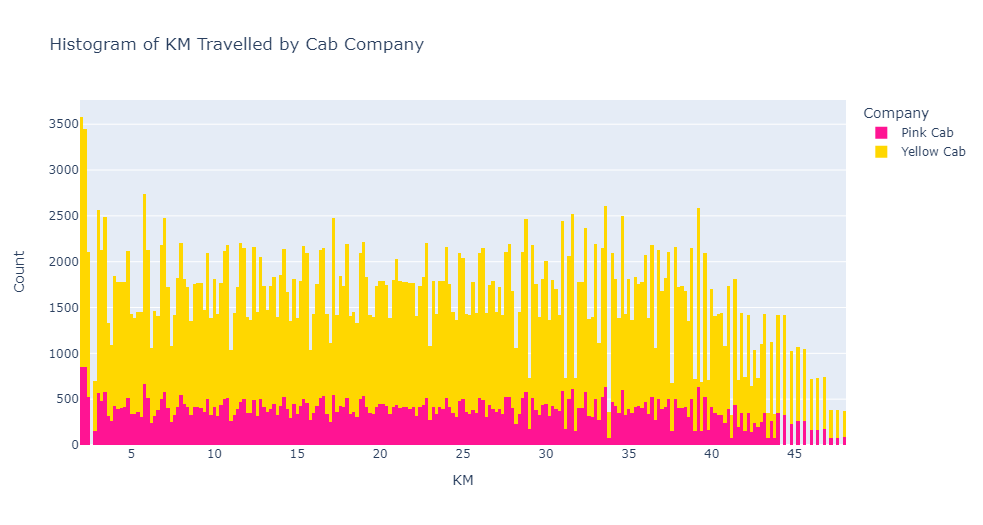 Histogram of KM Travelled by Cab Company
Company
Pink Cab
Yellow Cab
Count
3500
3000
2500
2000
1500
1000
500
0
5
10
15
20
25
30
35
40
45
KM